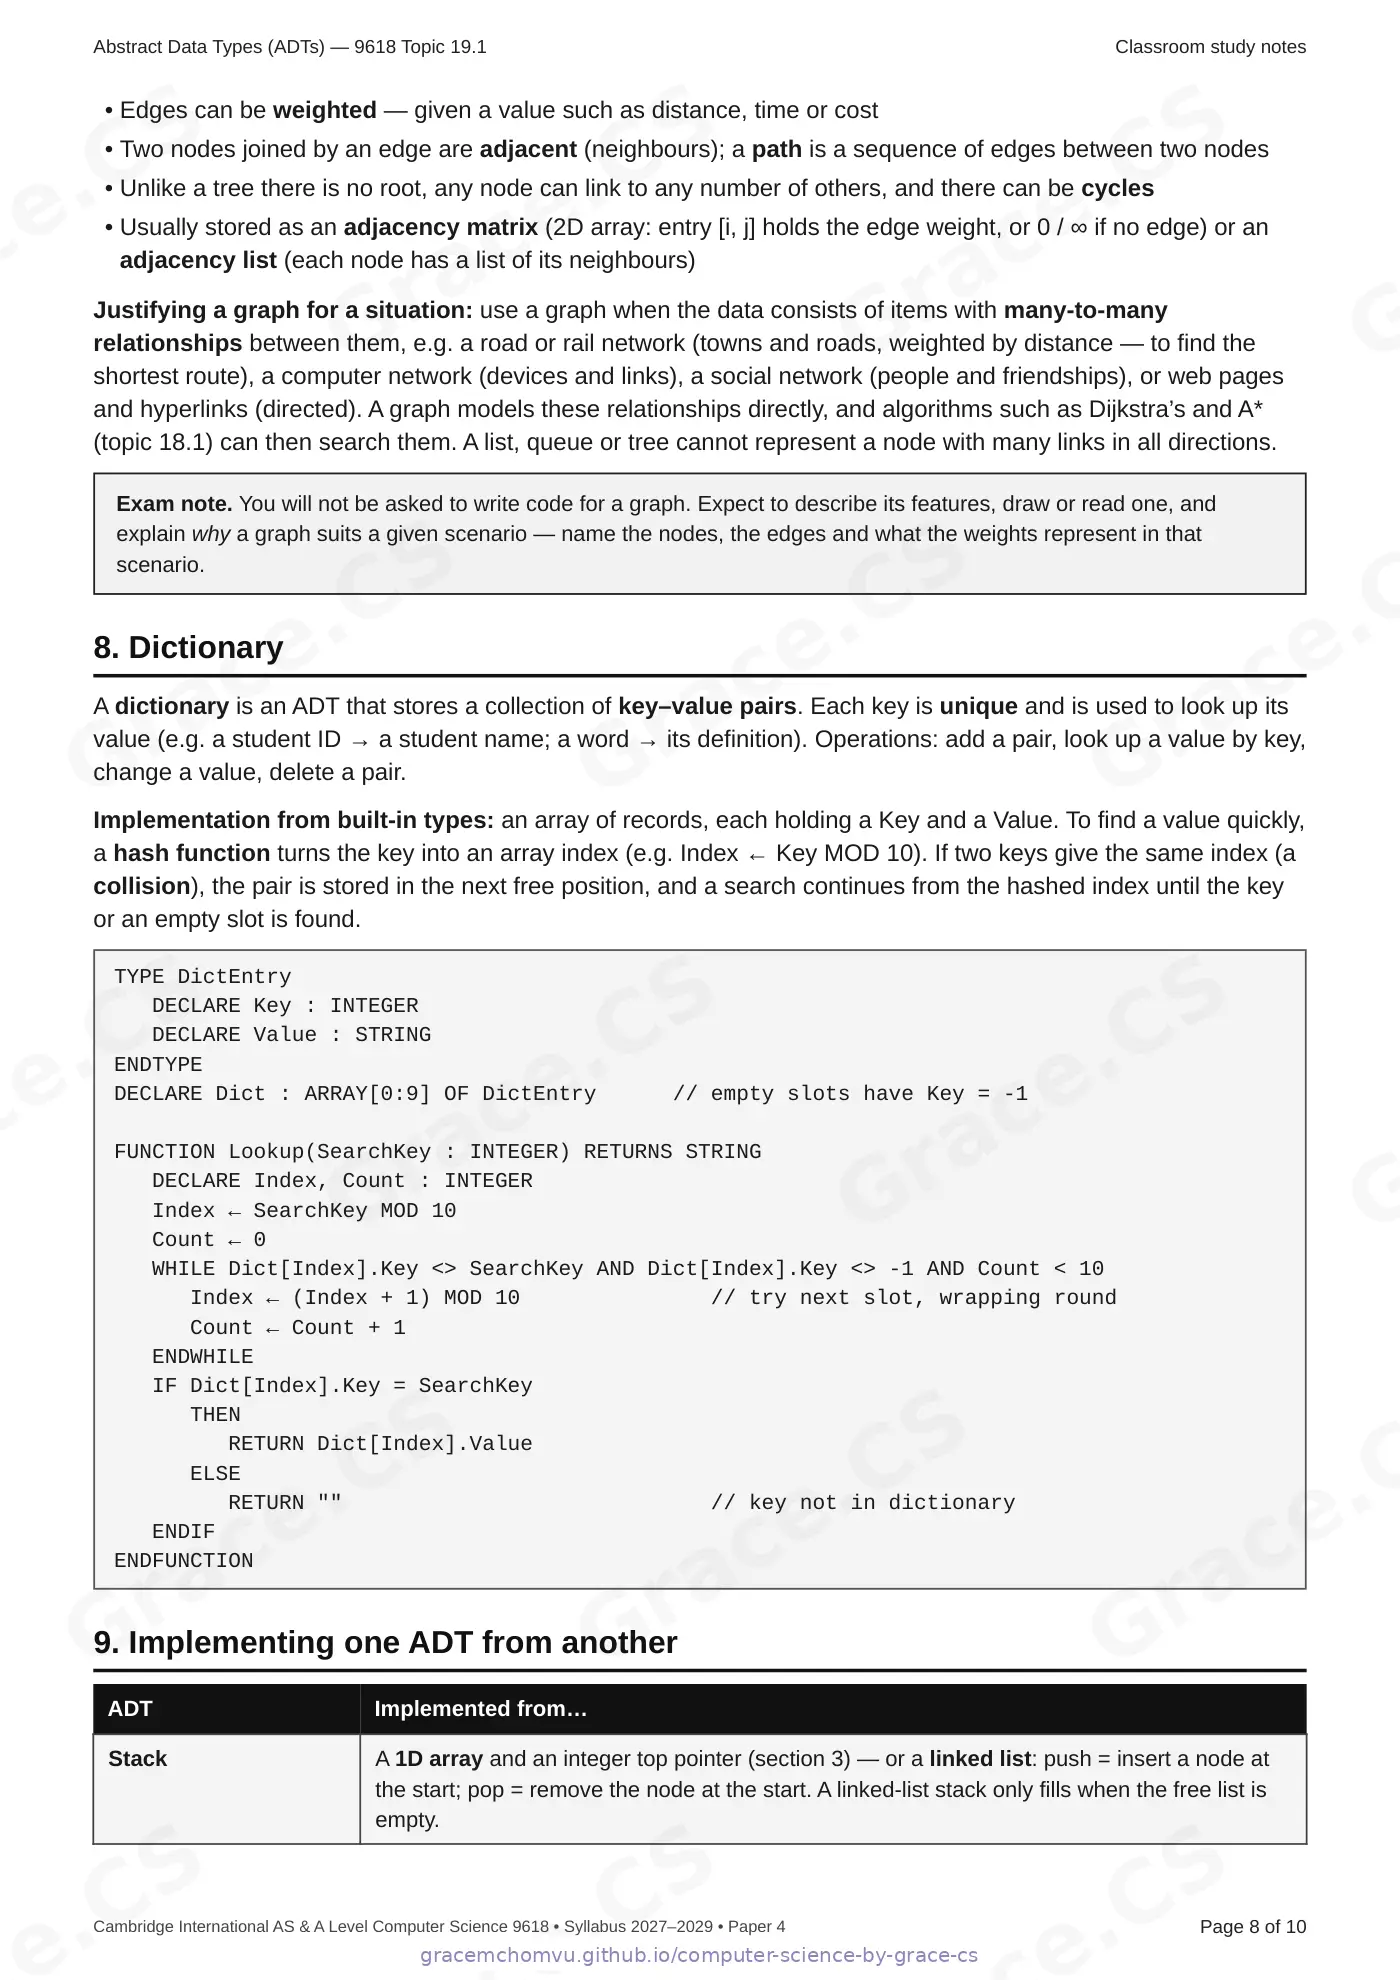 Abstract Data Types (ADTs) — 9618 Topic 19.1
Classroom study notes
• Edges can be weighted — given a value such as distance, time or cost
• Two nodes joined by an edge are adjacent (neighbours); a path is a sequence of edges between two nodes
• Unlike a tree there is no root, any node can link to any number of others, and there can be cycles
• Usually stored as an adjacency matrix (2D array: entry [i, j] holds the edge weight, or 0 / ∞ if no edge) or an
adjacency list (each node has a list of its neighbours)
Justifying a graph for a situation: use a graph when the data consists of items with many-to-many
relationships between them, e.g. a road or rail network (towns and roads, weighted by distance — to find the
shortest route), a computer network (devices and links), a social network (people and friendships), or web pages
and hyperlinks (directed). A graph models these relationships directly, and algorithms such as Dijkstra’s and A*
(topic 18.1) can then search them. A list, queue or tree cannot represent a node with many links in all directions.
Exam note. You will not be asked to write code for a graph. Expect to describe its features, draw or read one, and
explain why a graph suits a given scenario — name the nodes, the edges and what the weights represent in that
scenario.
8. Dictionary
A dictionary is an ADT that stores a collection of key–value pairs. Each key is unique and is used to look up its
value (e.g. a student ID → a student name; a word → its definition). Operations: add a pair, look up a value by key,
change a value, delete a pair.
Implementation from built-in types: an array of records, each holding a Key and a Value. To find a value quickly,
a hash function turns the key into an array index (e.g. Index ← Key MOD 10). If two keys give the same index (a
collision), the pair is stored in the next free position, and a search continues from the hashed index until the key
or an empty slot is found.
TYPE DictEntry
   DECLARE Key : INTEGER
   DECLARE Value : STRING
ENDTYPE
DECLARE Dict : ARRAY[0:9] OF DictEntry      // empty slots have Key = -1
FUNCTION Lookup(SearchKey : INTEGER) RETURNS STRING
   DECLARE Index, Count : INTEGER
   Index ← SearchKey MOD 10
   Count ← 0
   WHILE Dict[Index].Key <> SearchKey AND Dict[Index].Key <> -1 AND Count < 10
      Index ← (Index + 1) MOD 10               // try next slot, wrapping round
      Count ← Count + 1
   ENDWHILE
   IF Dict[Index].Key = SearchKey
      THEN
         RETURN Dict[Index].Value
      ELSE
         RETURN ""                             // key not in dictionary
   ENDIF
ENDFUNCTION
9. Implementing one ADT from another
ADT
Implemented from…
Stack
A 1D array and an integer top pointer (section 3) — or a linked list: push = insert a node at
the start; pop = remove the node at the start. A linked-list stack only fills when the free list is
empty.
Cambridge International AS & A Level Computer Science 9618 • Syllabus 2027–2029 • Paper 4
Page 8 of 10
gracemchomvu.github.io/computer-science-by-grace-cs
Grace.CS